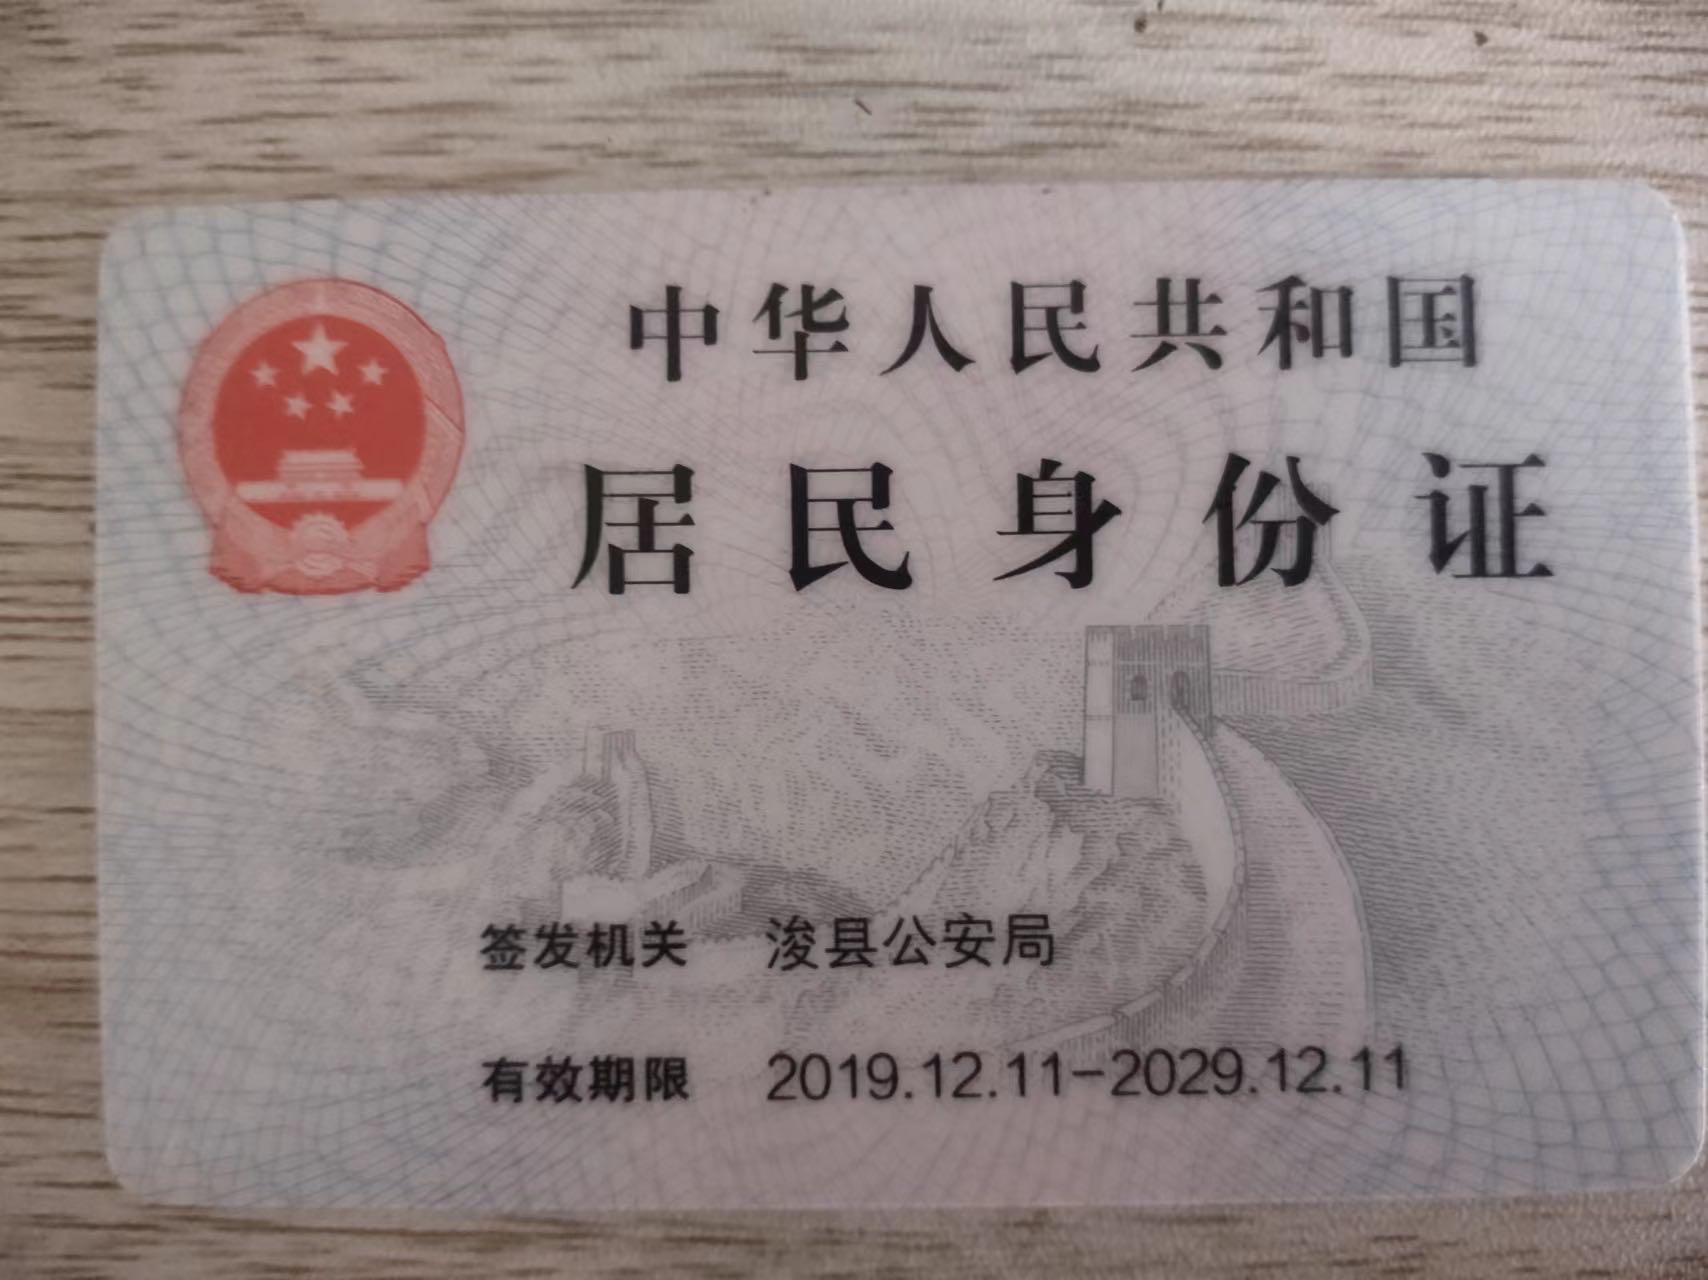 中华人民共和国
居民身份证
签发机关 浚县公安局
有效期限 2019.12.11-2029.12.11